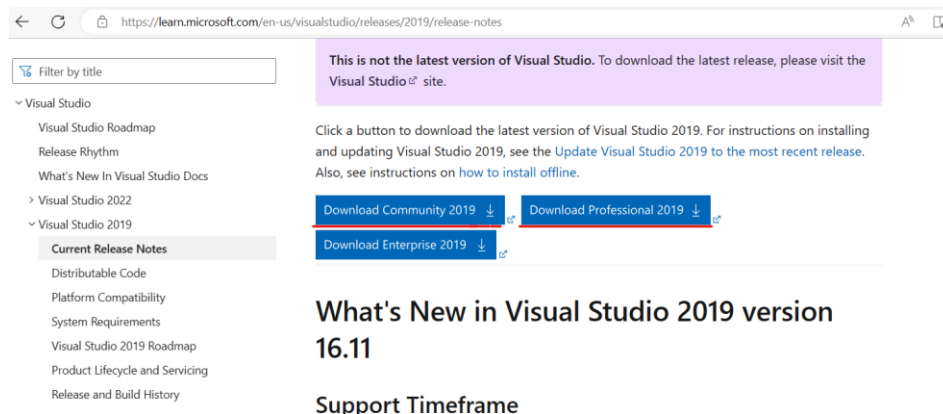 https://learn.microsoft.com/en-us/visualstudio/releases/2019/release-notes
Filter by title
Visual Studio
Visual Studio Roadmap
Release Rhythm
What's New In Visual Studio Docs
Visual Studio 2022
Visual Studio 2019
Current Release Notes
Distributable Code
Platform Compatibility
System Requirements
Visual Studio 2019 Roadmap
Product Lifecycle and Servicing
Release and Build History
This is not the latest version of Visual Studio. To download the latest release, please visit the
Visual Studio site.
Click a button to download the latest version of Visual Studio 2019. For instructions on installing
and updating Visual Studio 2019, see the Update Visual Studio 2019 to the most recent release.
Also, see instructions on how to install offline.
Download Community 2019
Download Professional 2019
Download Enterprise 2019
What's New in Visual Studio 2019 version
16.11
Support Timeframe